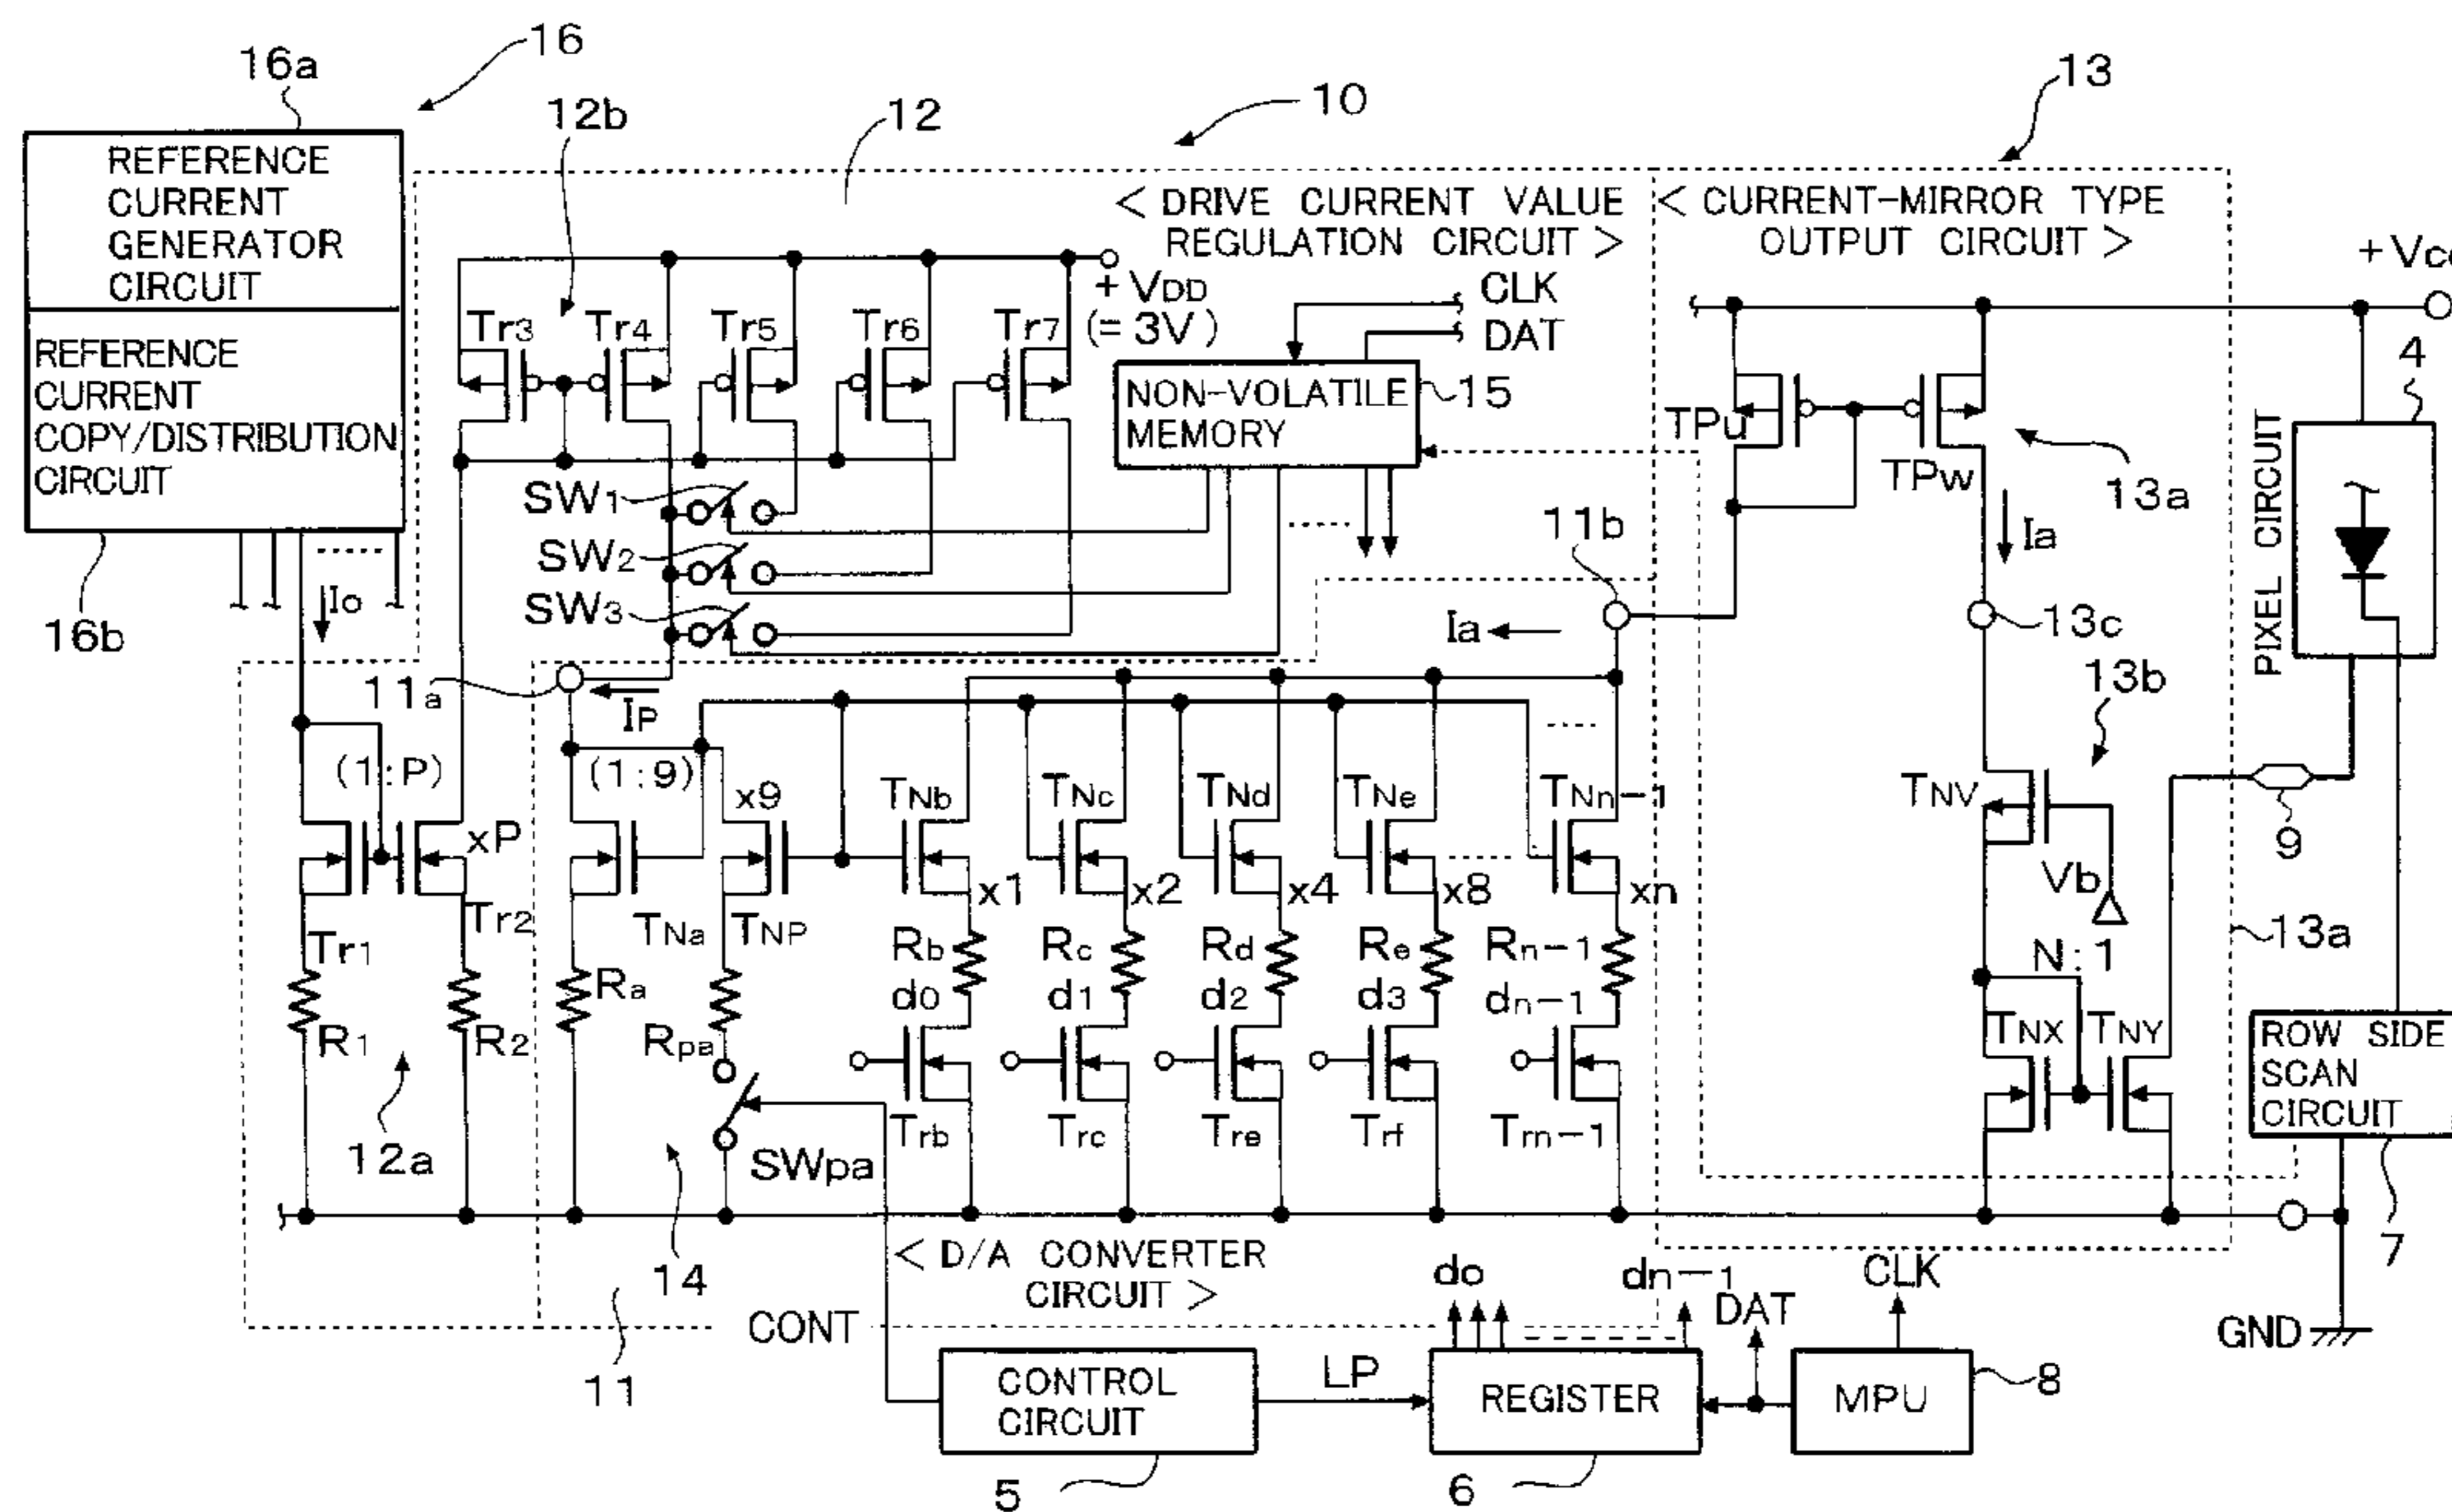 16
16a
12b
12
10
13
REFERENCE
CURRENT
GENERATOR
CIRCUIT
REFERENCE
CURRENT
COPY/DISTRIBUTION
CIRCUIT
< DRIVE CURRENT VALUE
REGULATION CIRCUIT >
< CURRENT-MIRROR TYPE
OUTPUT CIRCUIT >
+VDD
(=3V)
CLK
DAT
+Vcc
Tr3
Tr4
Tr5
Tr6
Tr7
NON-VOLATILE
MEMORY
15
4
PIXEL CIRCUIT
TPu
TPw
13a
SW1
SW2
SW3
11b
Ia
Ia
13c
16b
Io
11a
IP
13b
(1:P)
(1:9)
x9
TNb
TNc
TNd
TNe
TNn-1
TNV
9
xP
x1
x2
x4
x8
xn
Vb
Tr1
Tr2
TNa
TNP
Rb
Rc
Rd
Re
Rn-1
13a
N:1
R1
R2
Ra
Rpa
d0
d1
d2
d3
dn-1
TNX
TNY
ROW SIDE
SCAN
CIRCUIT
12a
SWpa
Trb
Trc
Tre
Trf
Trn-1
14
< D/A CONVERTER
CIRCUIT >
7
do
dn-1
DAT
CLK
GND
CONT
11
CONTROL
CIRCUIT
LP
REGISTER
MPU
8
5
6